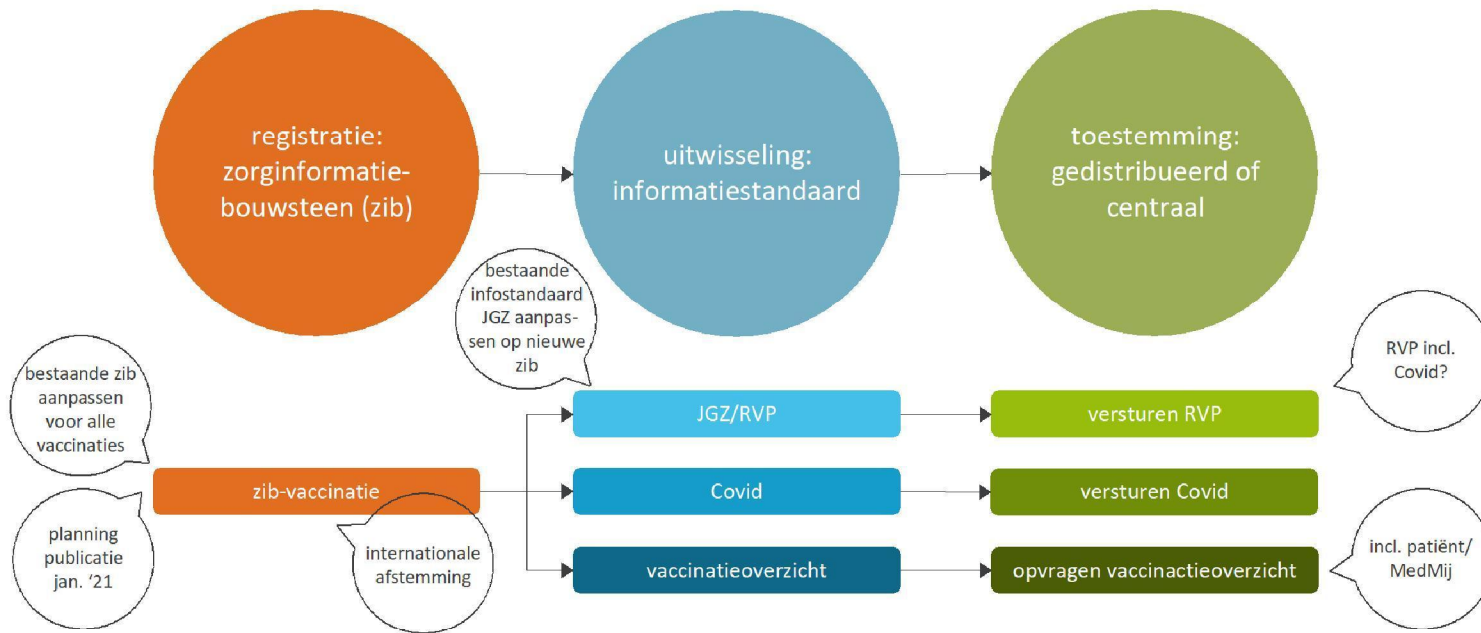 registratie:
zorginformatie-
bouwsteen (zib)
uitwisseling:
informatiestandaard
toestemming:
gedistribueerd of
centraal
bestaande
infostandaard
JGZ aanpas-
sen op nieuwe
zib
RVP incl.
Covid?
bestaande zib
aanpassen
voor alle
vaccinaties
JGZ/RVP
versturen RVP
zib-vaccinatie
Covid
versturen Covid
planning
publicatie
jan. ‘21
internationale
afstemming
vaccinatieoverzicht
opvragen vaccinactieoverzicht
incl. patiënt/
MedMij